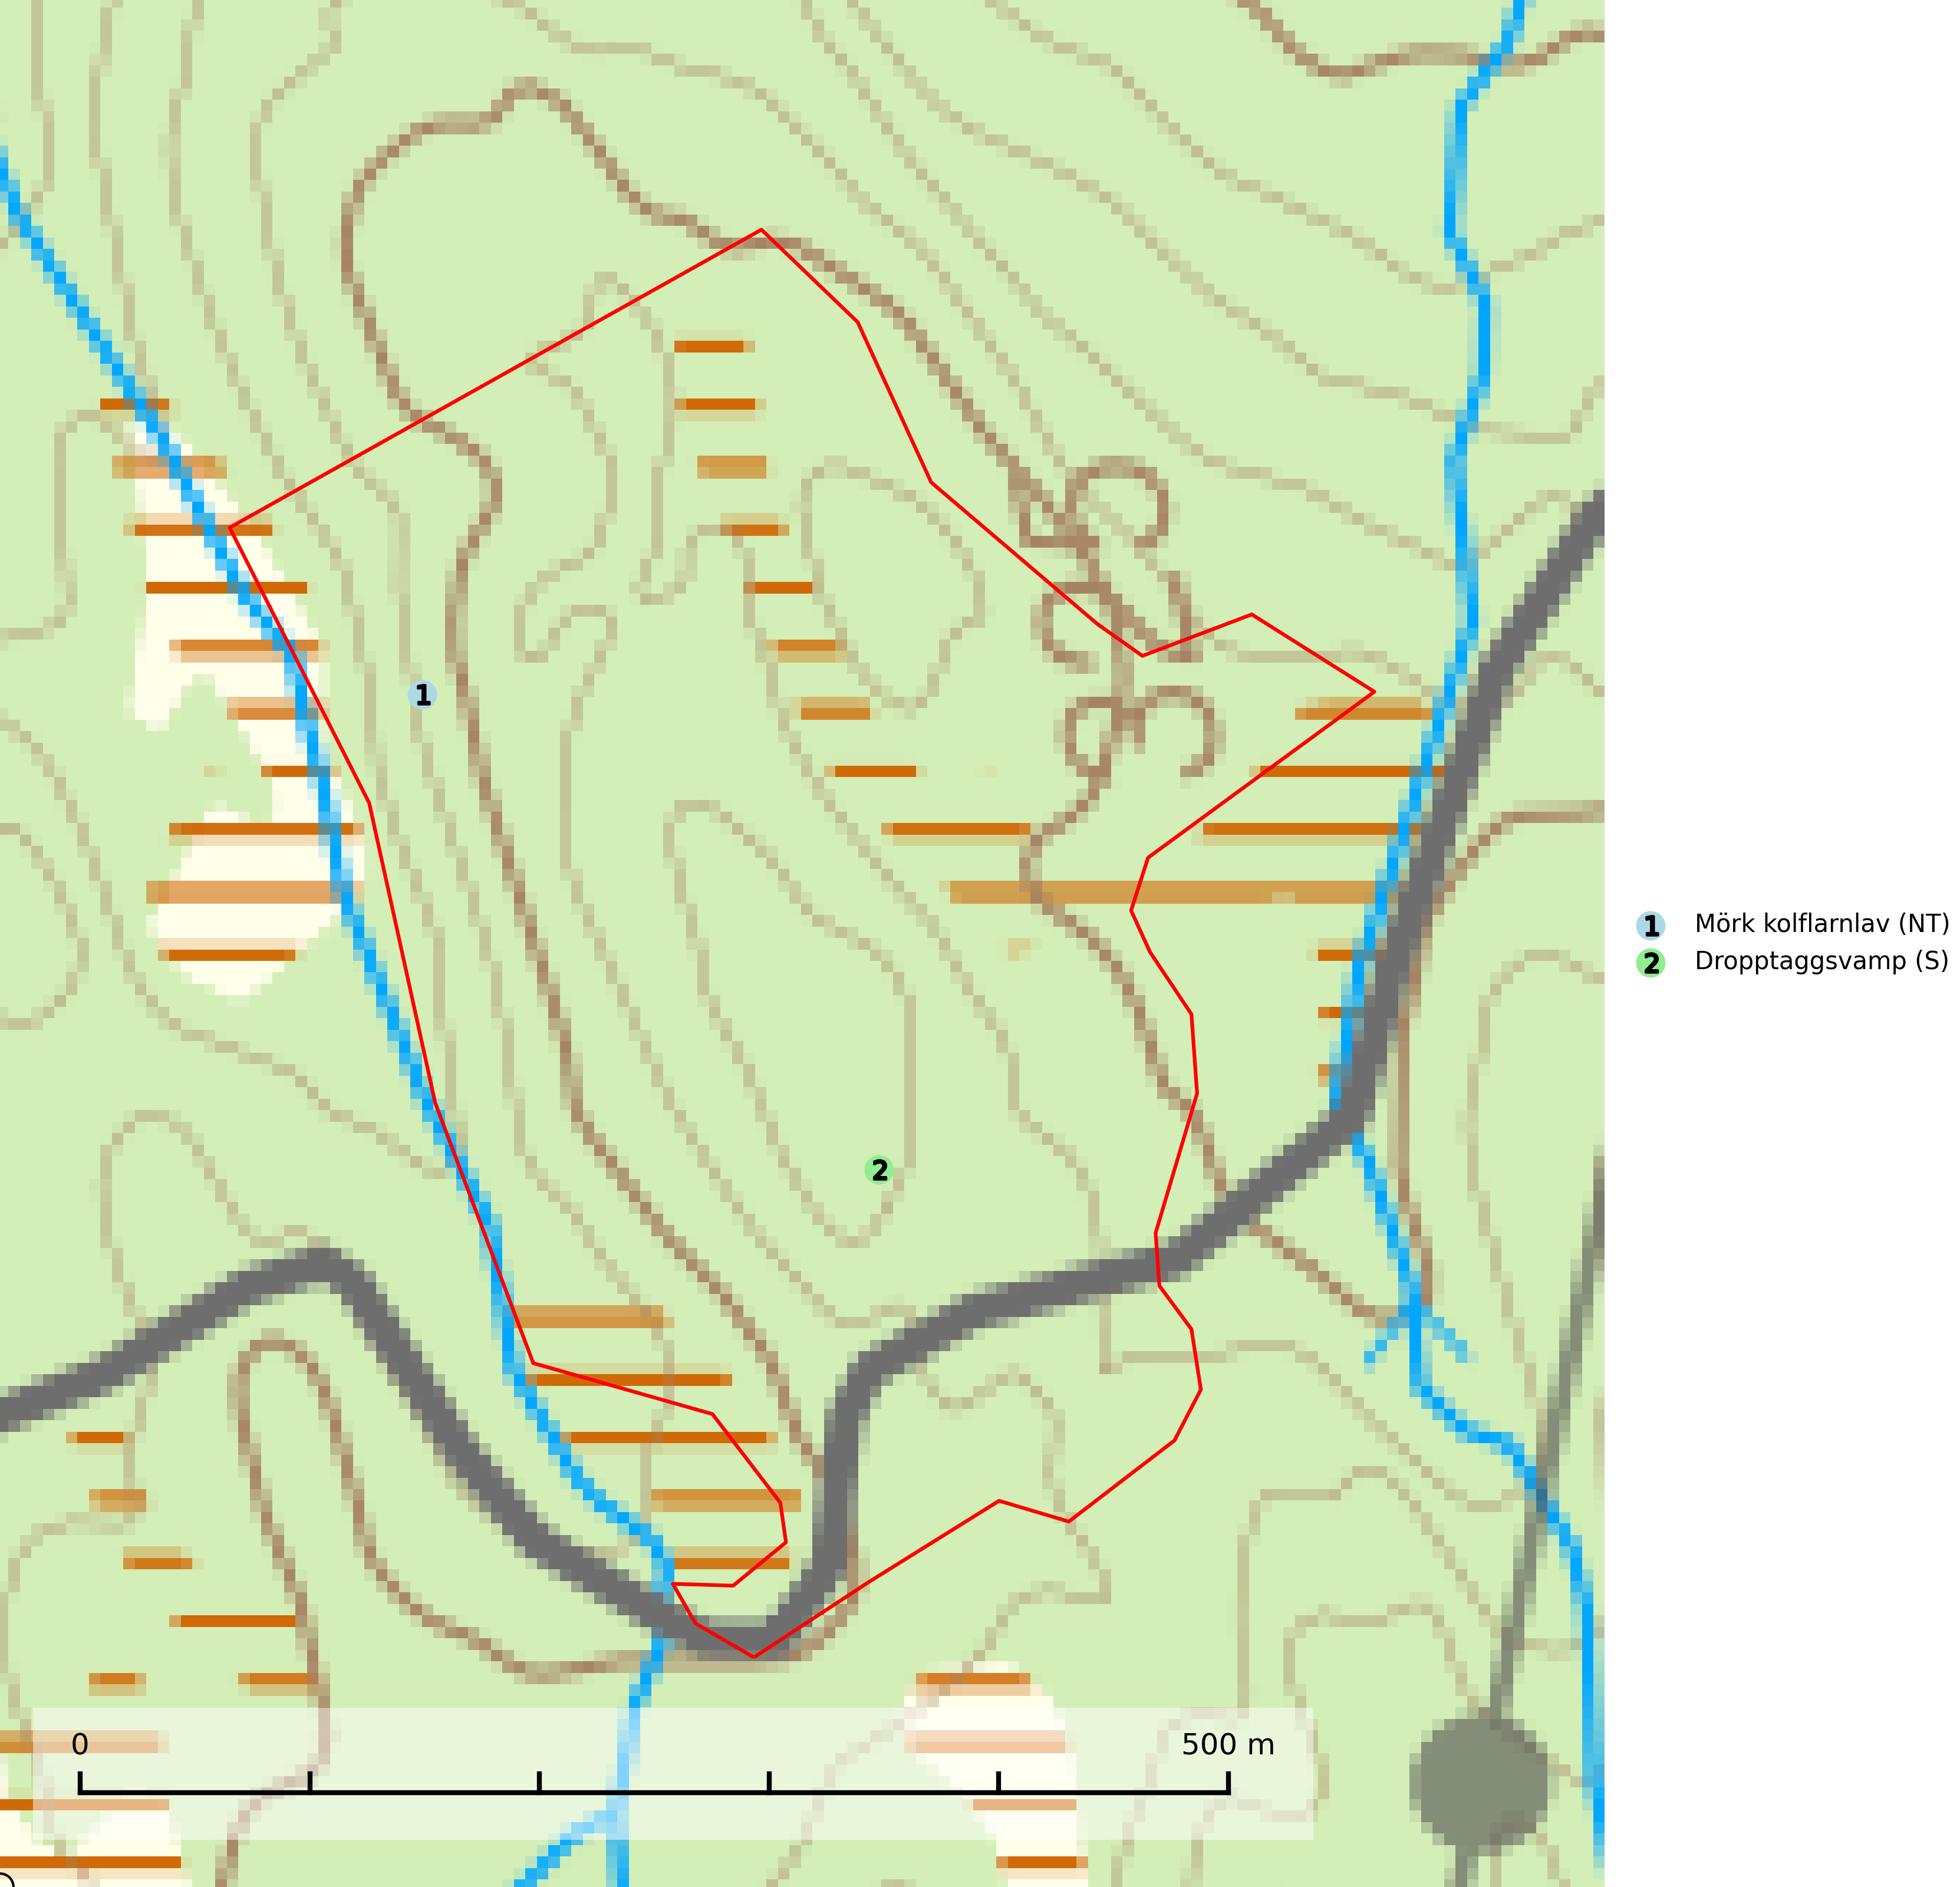 1
2
1 Mörk kolflarnlav (NT)
2 Dropptaggsvamp (S)
0 500 m